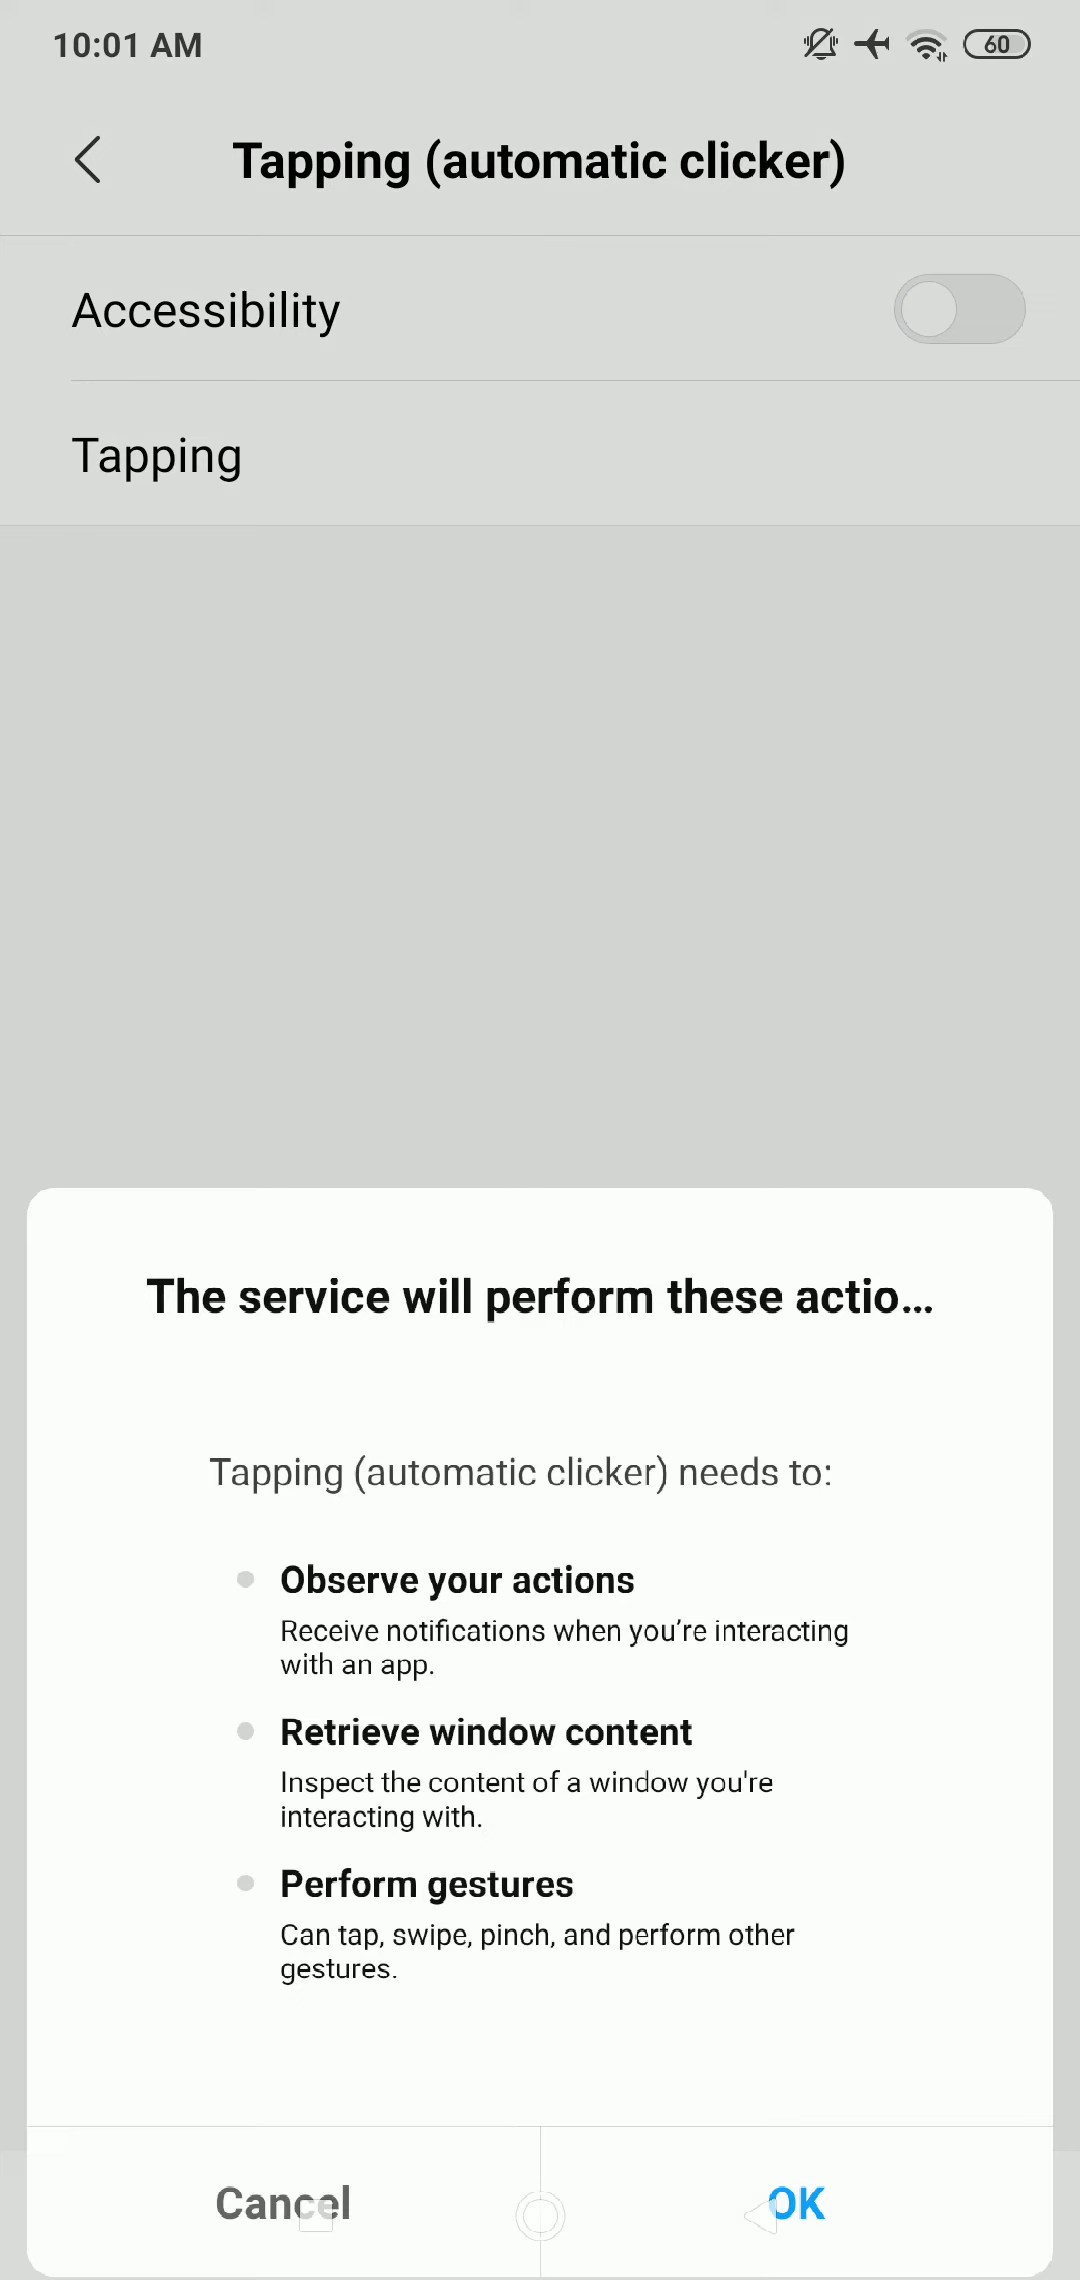 10:01 AM
60
Tapping (automatic clicker)
Accessibility
Tapping
The service will perform these actio...
Tapping (automatic clicker) needs to:
Observe your actions
Receive notifications when you’re interacting
with an app.
Retrieve window content
Inspect the content of a window you're
interacting with.
Perform gestures
Can tap, swipe, pinch, and perform other
gestures.
Cancel
OK